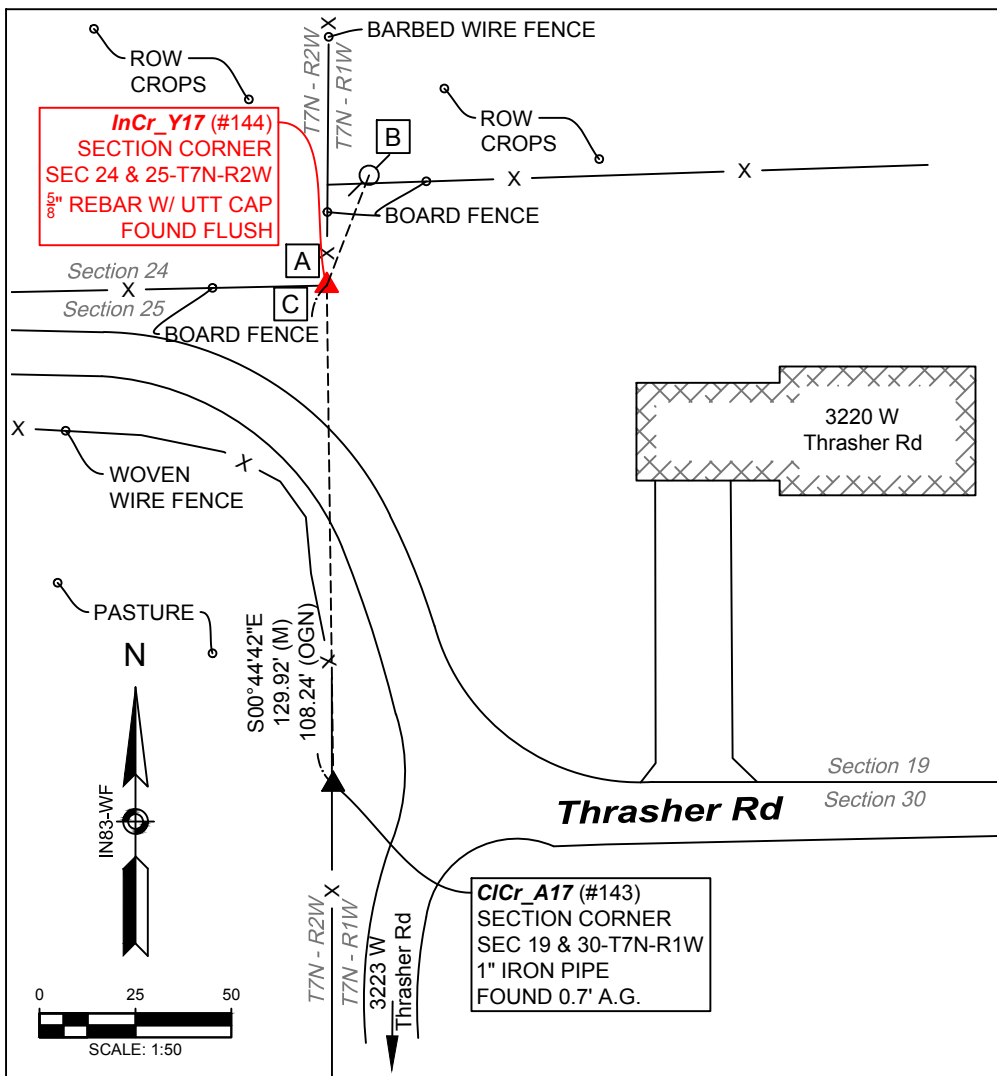 X
BARBED WIRE FENCE
T7N - R2W
T7N - R1W
ROW
CROPS
ROW
CROPS
InCr_Y17 (#144)
SECTION CORNER
SEC 24 & 25-T7N-R2W
5/8" REBAR W/ UTT CAP
FOUND FLUSH
B
X
X
BOARD FENCE
X
A
Section 24
X
Section 25
C
BOARD FENCE
3220 W
Thrasher Rd
X
X
WOVEN
WIRE FENCE
PASTURE
N
IN83-WF
S00°44'42"E
129.92' (M)
108.24' (OGN)
X
Section 19
Section 30
Thrasher Rd
ClCr_A17 (#143)
SECTION CORNER
SEC 19 & 30-T7N-R1W
1" IRON PIPE
FOUND 0.7' A.G.
X
T7N - R2W
T7N - R1W
3223 W
Thrasher Rd
0 25 50
SCALE: 1:50